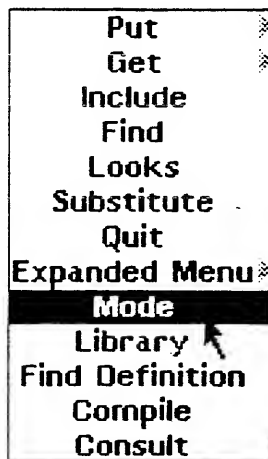 Put
Get
Include
Find
Looks
Substitute
Quit
Expanded Menu
Mode
Library
Find Definition
Compile
Consult